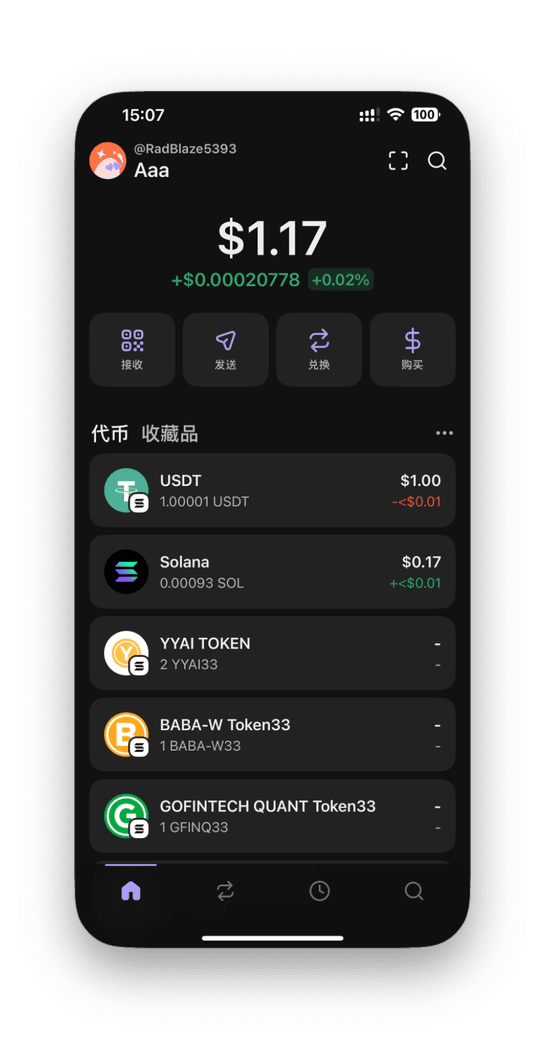 15:07
100
@RadBlaze5393
Aaa
$1.17
+$0.00020778 +0.02%
接收 发送 兑换 购买
代币 收藏品
USDT $1.00
1.00001 USDT -<$0.01
Solana $0.17
0.00093 SOL +<$0.01
YYAI TOKEN -
2 YYAI33 -
BABA-W Token33 -
1 BABA-W33 -
GOFINTECH QUANT Token33 -
1 GFINQ33 -